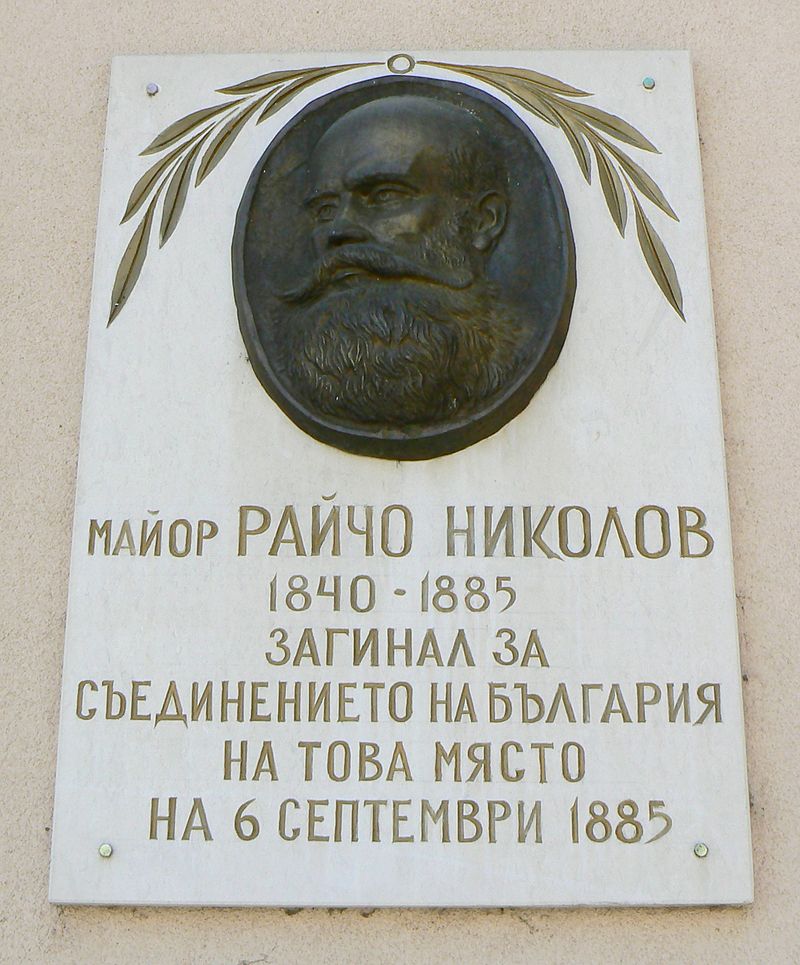 МАЙОР РАЙЧО НИКОЛОВ
1840 - 1885
ЗАГИНАЛ ЗА
СЪЕДИНЕНИЕТО НА БЪЛГАРИЯ
НА ТОВА МЯСТО
НА 6 СЕПТЕМВРИ 1885